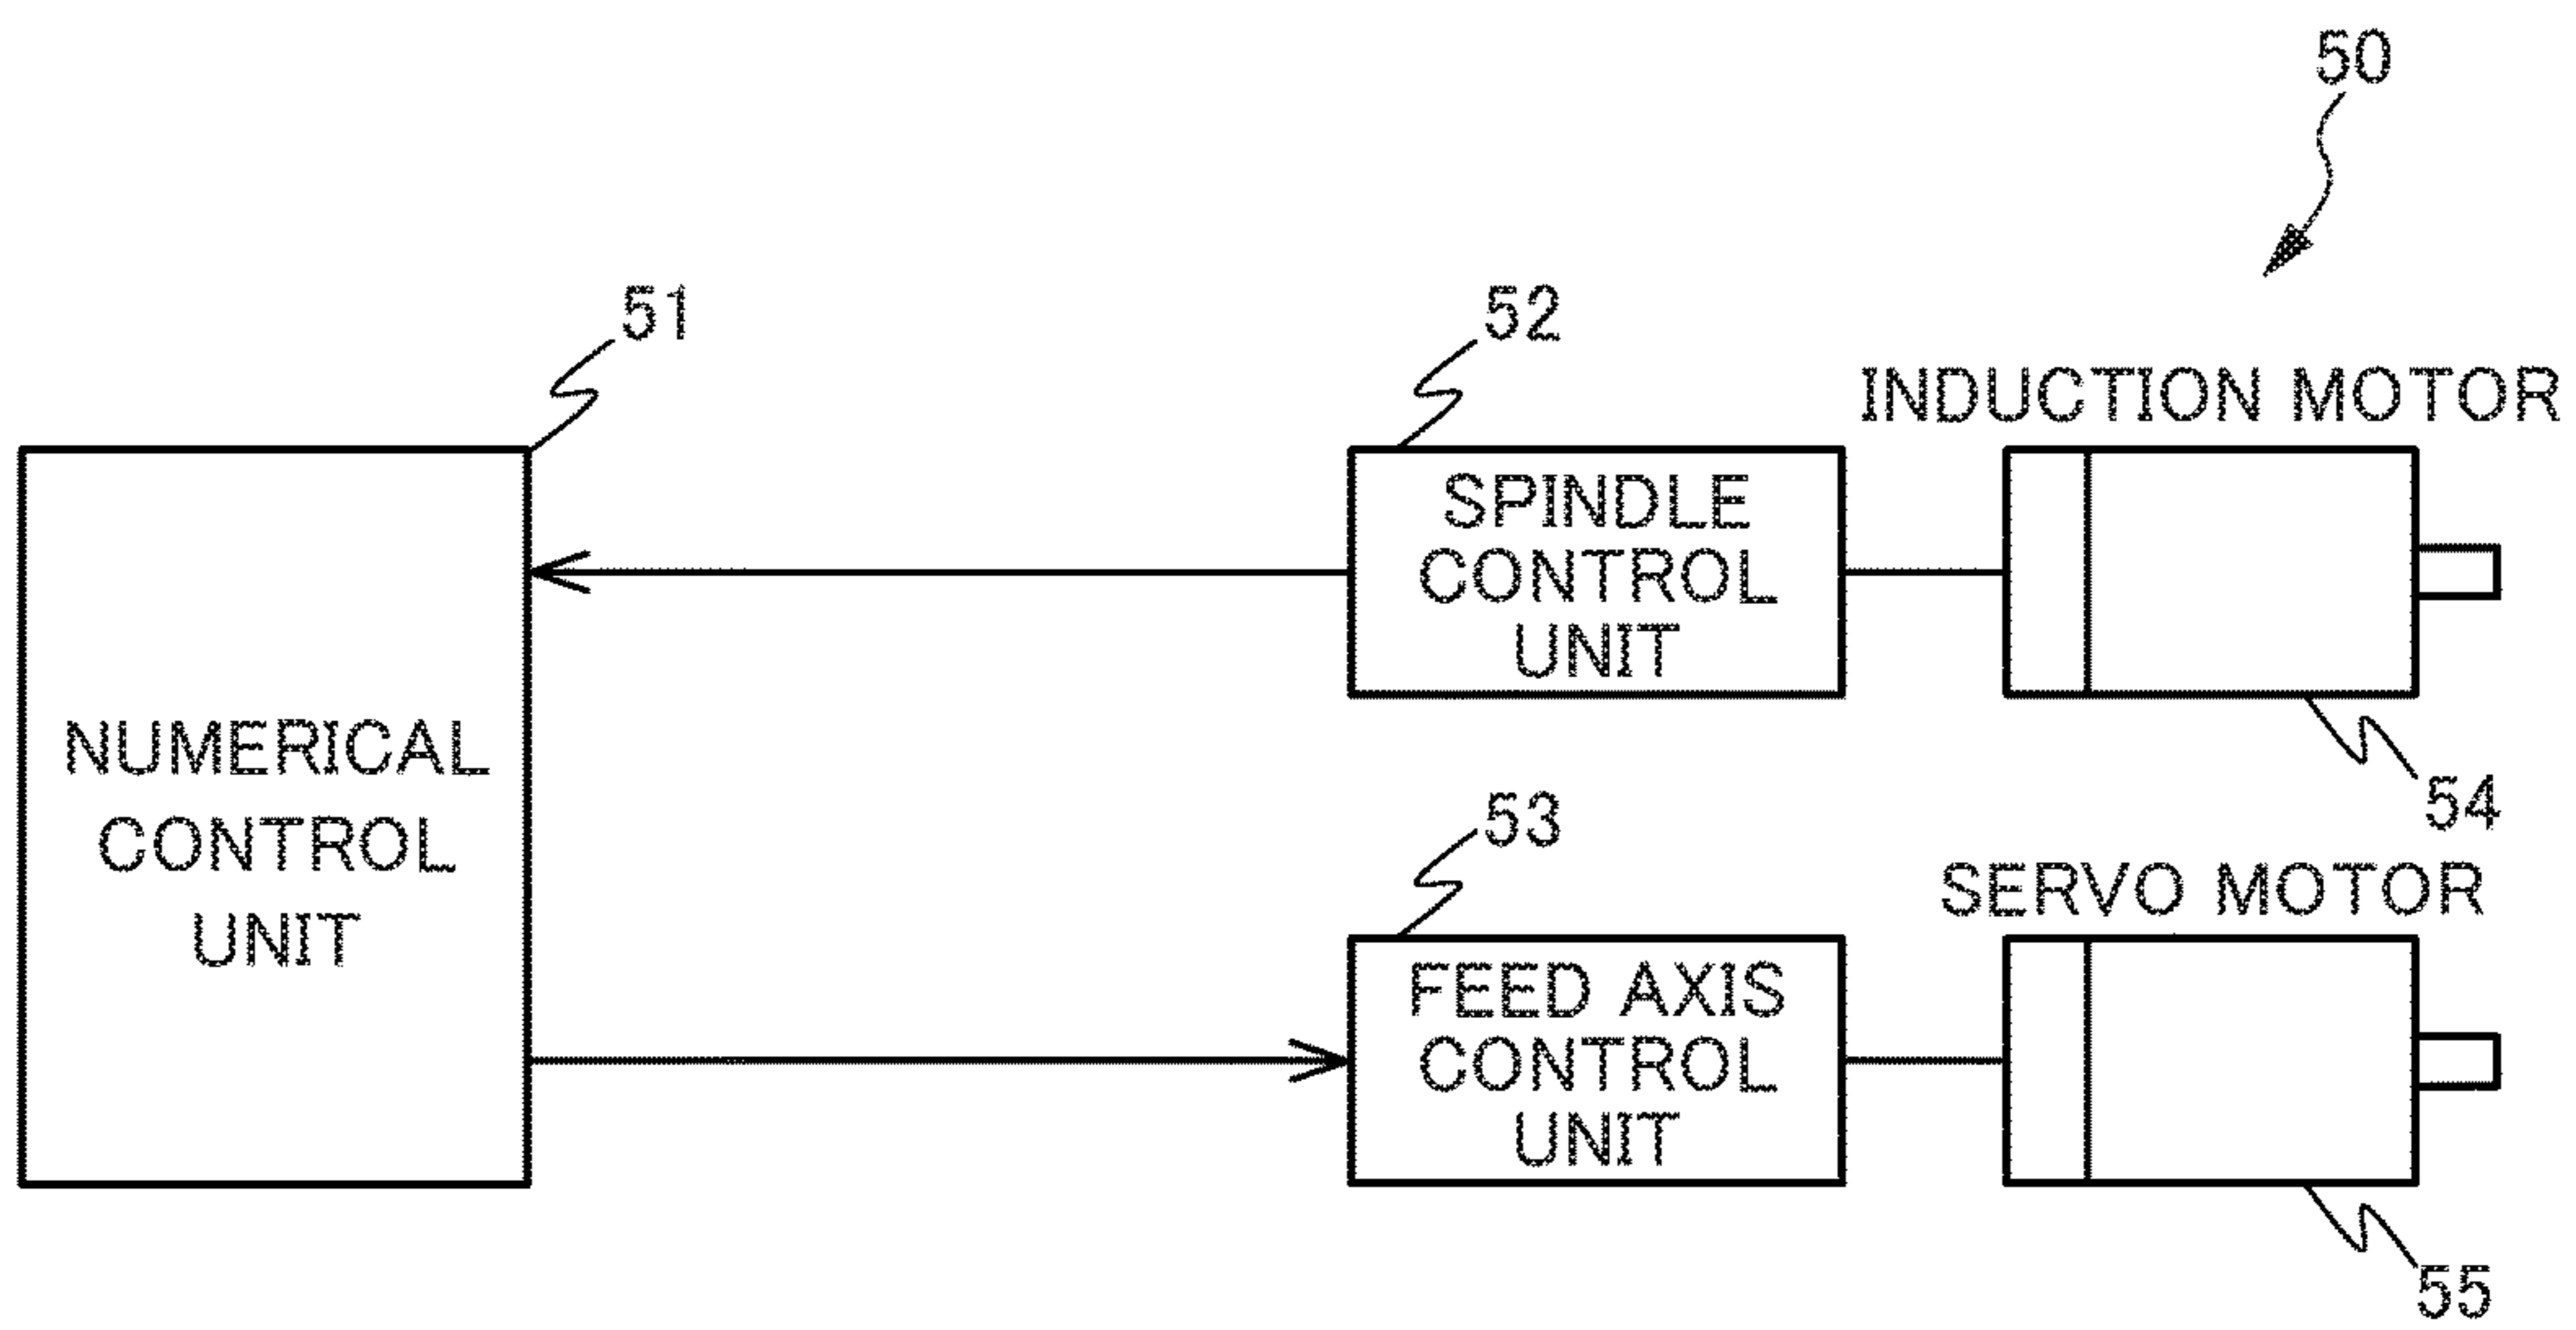 50
51
52
INDUCTION MOTOR
SPINDLE
CONTROL
UNIT
NUMERICAL
CONTROL
UNIT
54
53
SERVO MOTOR
FEED AXIS
CONTROL
UNIT
55